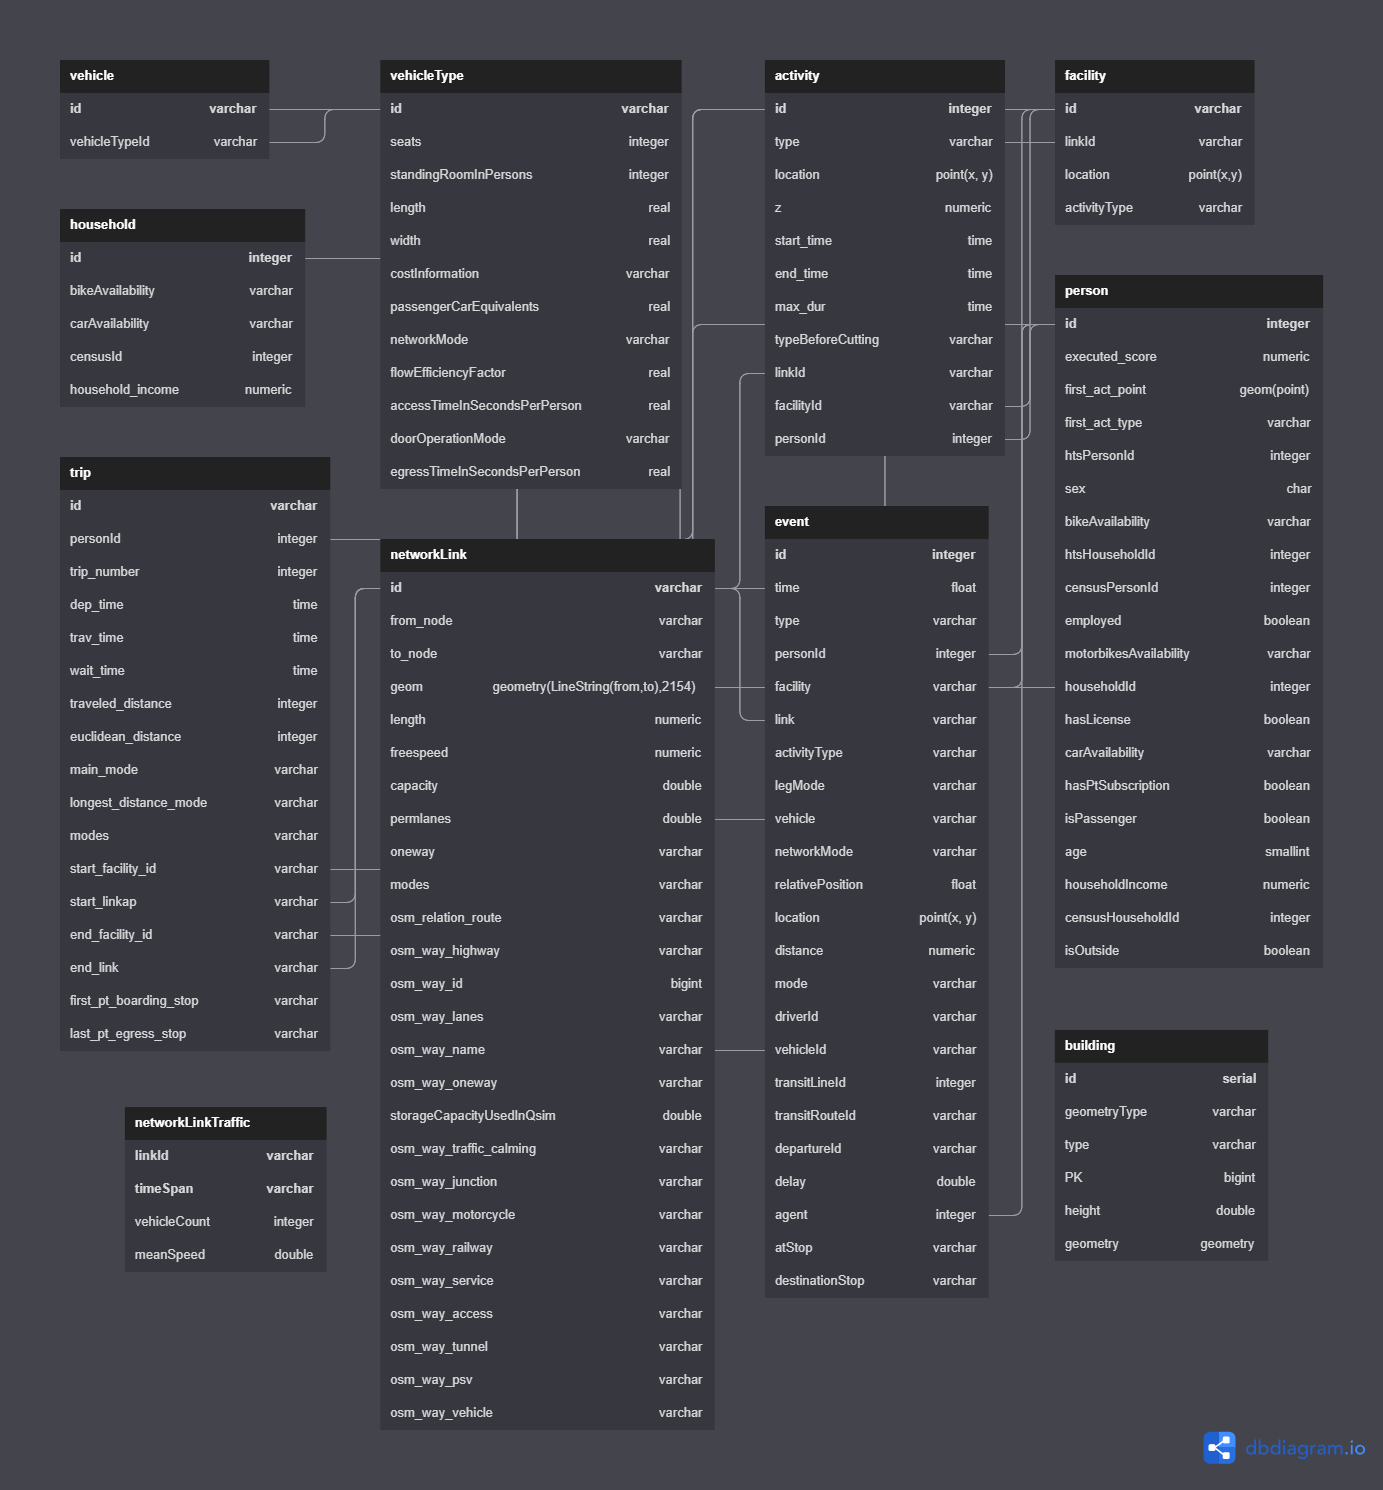 vehicle
id varchar
vehicleTypeId varchar
household
id integer
bikeAvailability varchar
carAvailability varchar
censusId integer
household_income numeric
trip
id varchar
personId integer
trip_number integer
dep_time time
trav_time time
wait_time time
traveled_distance integer
euclidean_distance integer
main_mode varchar
longest_distance_mode varchar
modes varchar
start_facility_id varchar
start_linkap varchar
end_facility_id varchar
end_link varchar
first_pt_boarding_stop varchar
last_pt_egress_stop varchar
networkLinkTraffic
linkId varchar
timeSpan varchar
vehicleCount integer
meanSpeed double
vehicleType
id varchar
seats integer
standingRoomInPersons integer
length real
width real
costInformation varchar
passengerCarEquivalents real
networkMode varchar
flowEfficiencyFactor real
accessTimeInSecondsPerPerson real
doorOperationMode varchar
egressTimeInSecondsPerPerson real
networkLink
id varchar
from_node varchar
to_node varchar
geom geometry(LineString(from,to),2154)
length numeric
freespeed numeric
capacity double
permlanes double
oneway varchar
modes varchar
osm_relation_route varchar
osm_way_highway varchar
osm_way_id bigint
osm_way_lanes varchar
osm_way_name varchar
osm_way_oneway varchar
storageCapacityUsedInQsim double
osm_way_traffic_calming varchar
osm_way_junction varchar
osm_way_motorcycle varchar
osm_way_railway varchar
osm_way_service varchar
osm_way_access varchar
osm_way_tunnel varchar
osm_way_psv varchar
osm_way_vehicle varchar
activity
id integer
type varchar
location point(x, y)
z numeric
start_time time
end_time time
max_dur time
typeBeforeCutting varchar
linkId varchar
facilityId varchar
personId integer
event
id integer
time float
type varchar
personId integer
facility varchar
link varchar
activityType varchar
legMode varchar
vehicle varchar
networkMode varchar
relativePosition float
location point(x, y)
distance numeric
mode varchar
driverId varchar
vehicleId varchar
transitLineId integer
transitRouteId varchar
departureId varchar
delay double
agent integer
atStop varchar
destinationStop varchar
facility
id varchar
linkId varchar
location point(x,y)
activityType varchar
person
id integer
executed_score numeric
first_act_point geom(point)
first_act_type varchar
htsPersonId integer
sex char
bikeAvailability varchar
htsHouseholdId integer
censusPersonId integer
employed boolean
motorbikesAvailability varchar
householdId integer
hasLicense boolean
carAvailability varchar
hasPtSubscription boolean
isPassenger boolean
age smallint
householdIncome numeric
censusHouseholdId integer
isOutside boolean
building
id serial
geometryType varchar
type varchar
PK bigint
height double
geometry geometry
dbdiagram.io